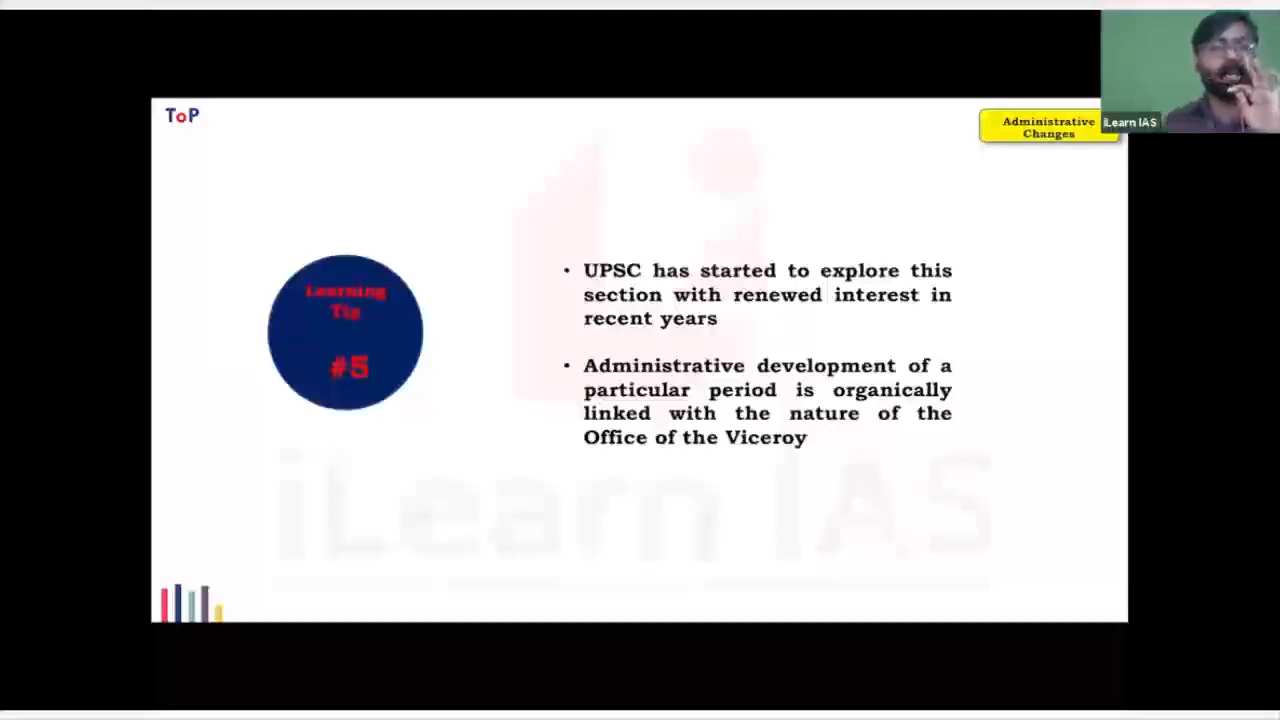 ToP
Administrative
Changes
iLearn IAS
Learning
Tip
#5
• UPSC has started to explore this
section with renewed interest in
recent years
• Administrative development of a
particular period is organically
linked with the nature of the
Office of the Viceroy
iLearn IAS